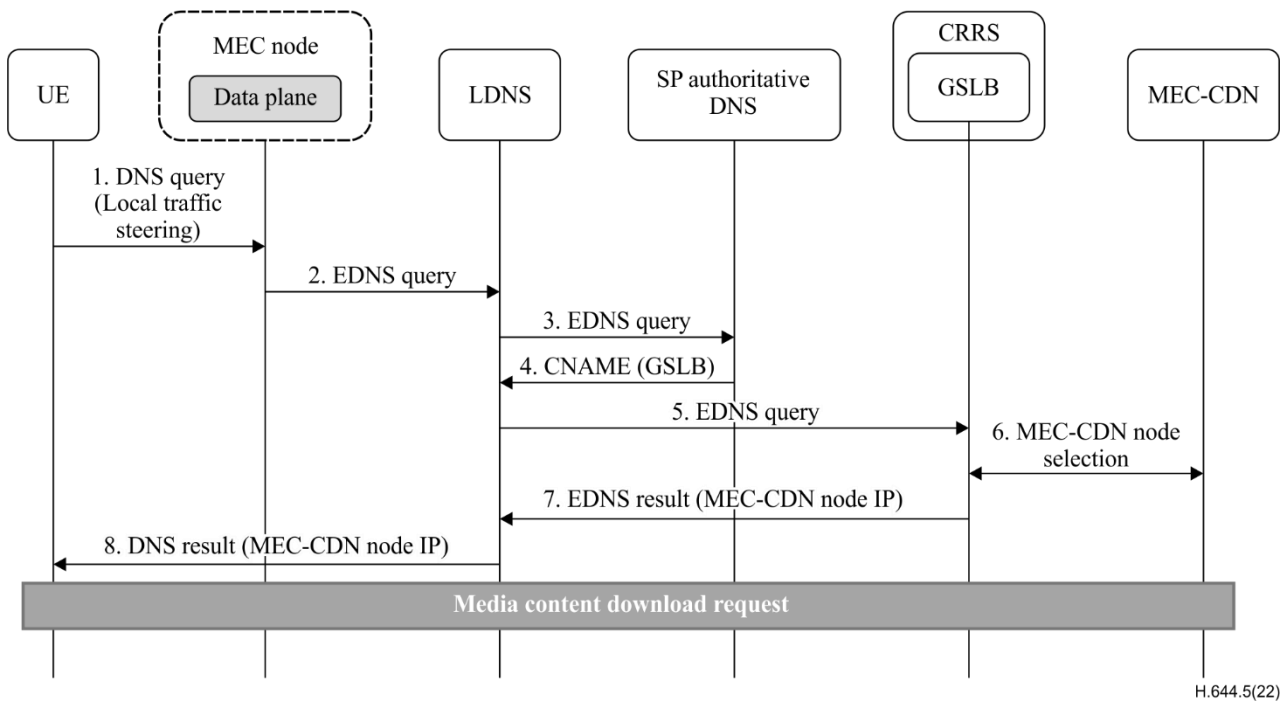 UE
MEC node
Data plane
LDNS
SP authoritative
DNS
CRRS
GSLB
MEC-CDN
1. DNS query
(Local traffic
steering)
2. EDNS query
3. EDNS query
4. CNAME (GSLB)
5. EDNS query
6. MEC-CDN node
selection
7. EDNS result (MEC-CDN node IP)
8. DNS result (MEC-CDN node IP)
Media content download request
H.644.5(22)